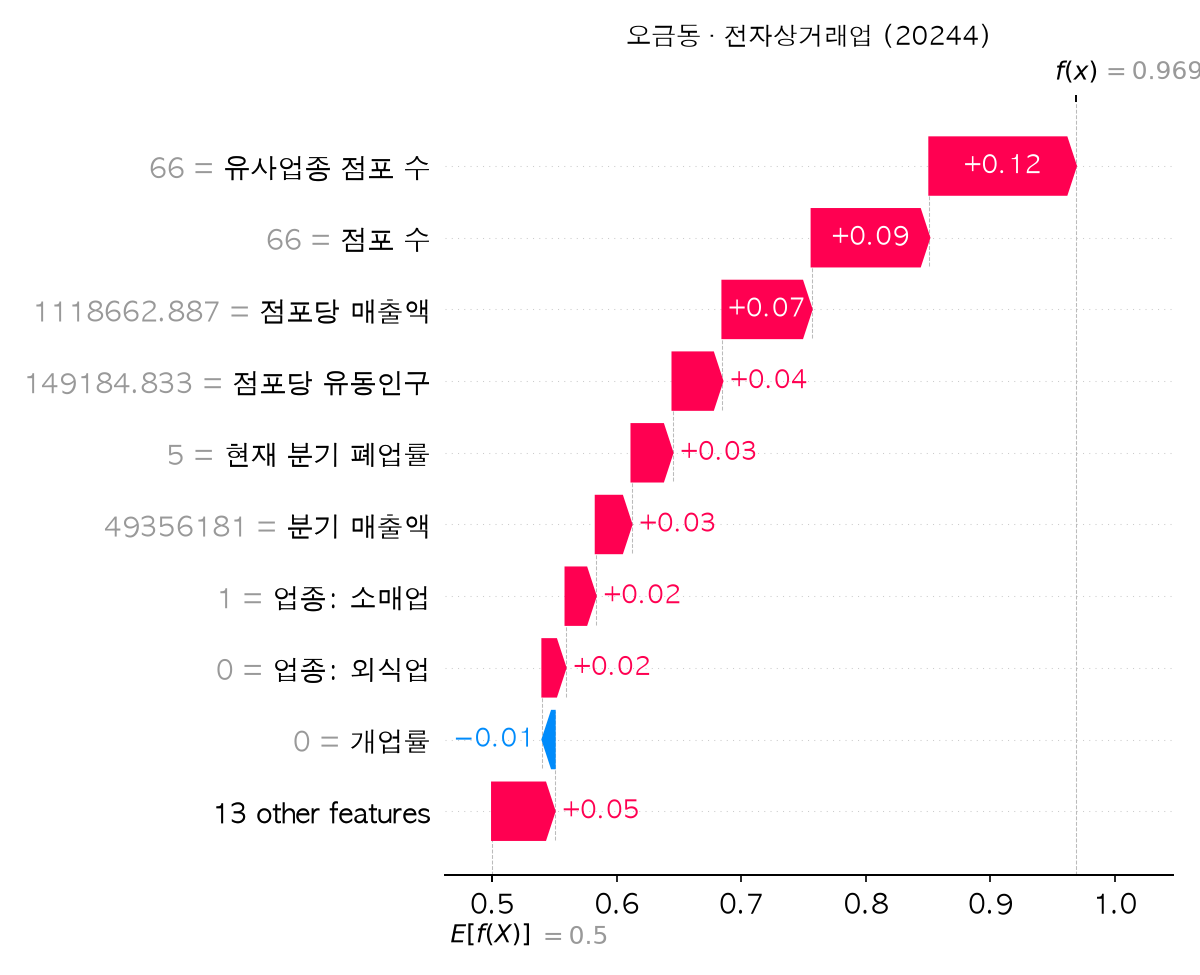 오금동 · 전자상거래업 (20244)
f(x) = 0.969
66 = 유사업종 점포 수
+0.12
66 = 점포 수
+0.09
1118662.887 = 점포당 매출액
+0.07
149184.833 = 점포당 유동인구
+0.04
5 = 현재 분기 폐업률
+0.03
49356181 = 분기 매출액
+0.03
1 = 업종: 소매업
+0.02
0 = 업종: 외식업
+0.02
0 = 개업률
−0.01
13 other features
+0.05
0.5 0.6 0.7 0.8 0.9 1.0
E[f(X)] = 0.5